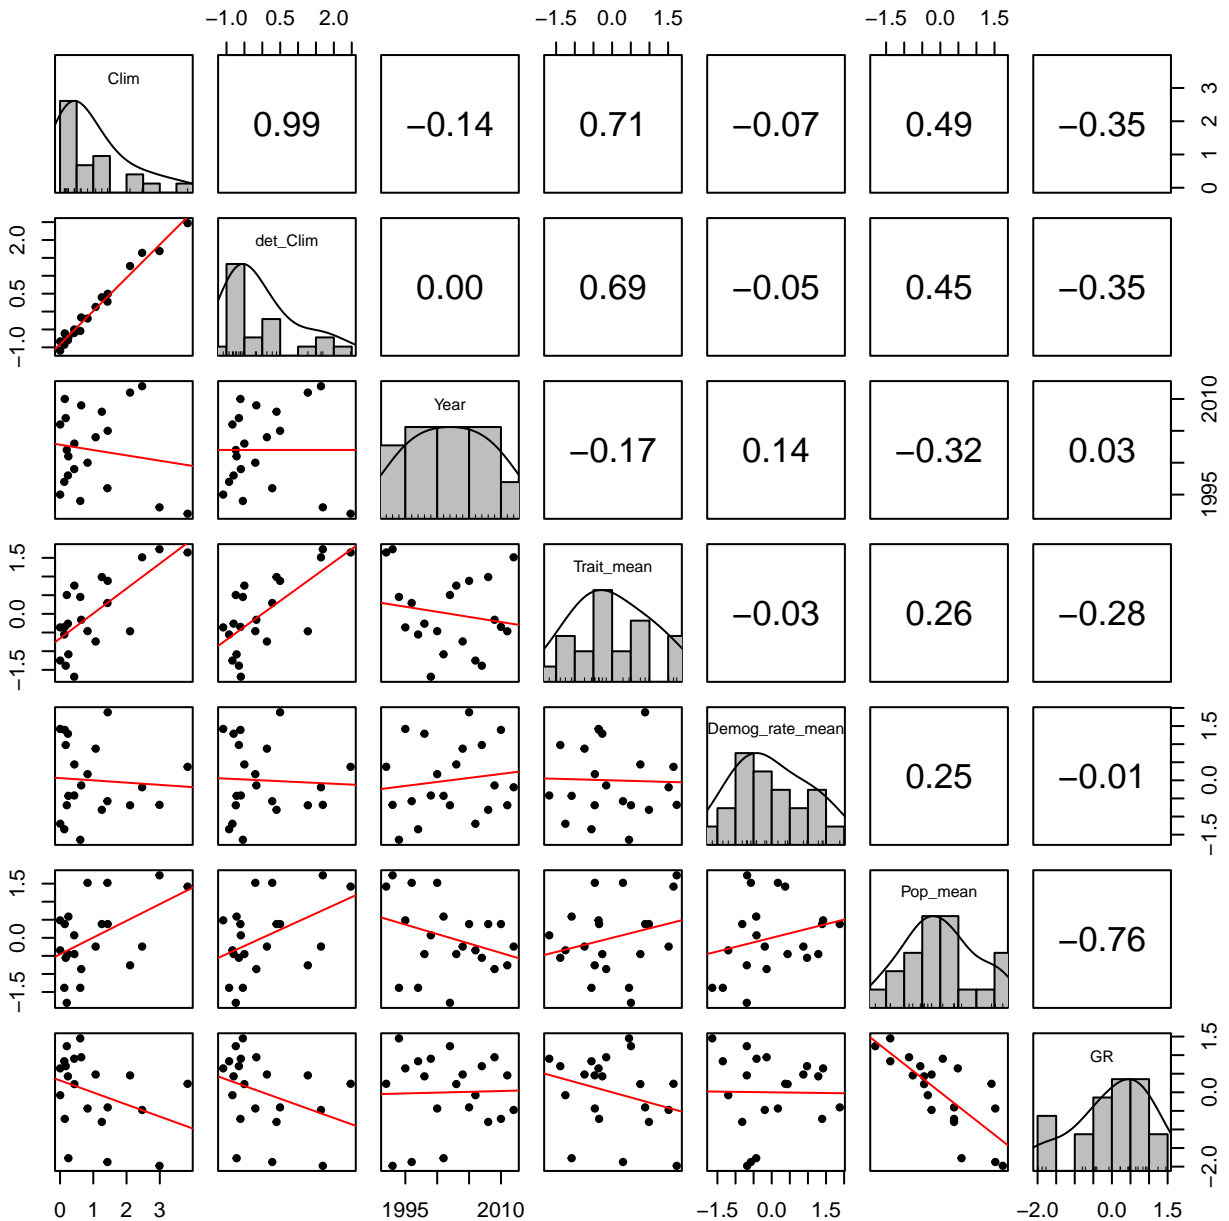 −1.0 0.5 2.0 −1.5 0.0 1.5 −1.5 0.0 1.5
Clim 0.99 −0.14 0.71 −0.07 0.49 −0.35 0 1 2 3
−1.0 0.5 2.0 det_Clim 0.00 0.69 −0.05 0.45 −0.35
Year −0.17 0.14 −0.32 0.03 1995 2010
−1.5 0.0 1.5 Trait_mean −0.03 0.26 −0.28
Demog_rate_mean 0.25 −0.01 −1.5 0.0 1.5
−1.5 0.0 1.5 Pop_mean −0.76
GR −2.0 0.0 1.5
0 1 2 3 1995 2010 −1.5 0.0 1.5 −2.0 0.0 1.5